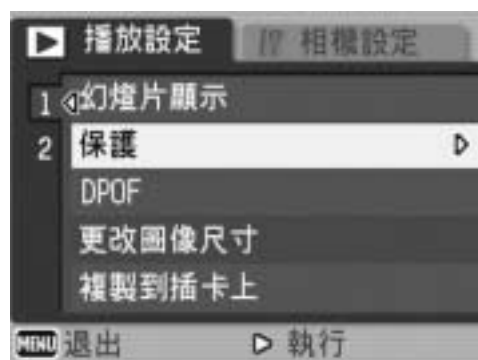 播放設定 相機設定
1 幻燈片顯示
2 保護
DPOF
更改圖像尺寸
複製到插卡上
MENU 退出 執行